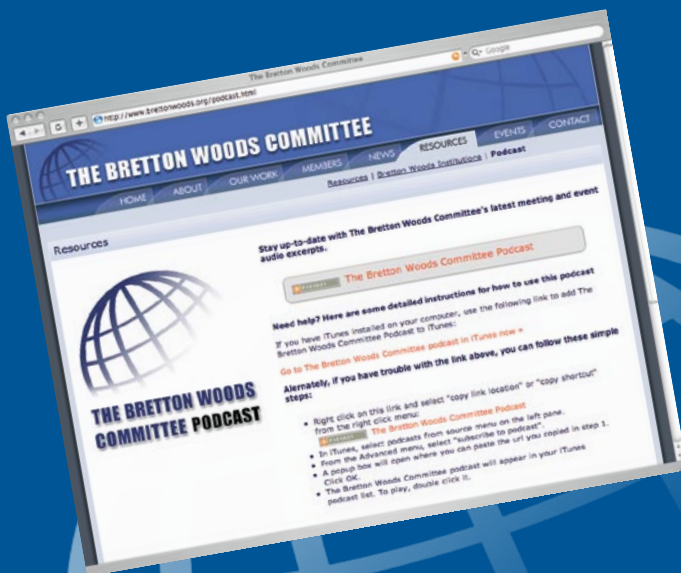 The Bretton Woods Committee
http://www.brettonwoods.org/podcast.html
Q- Google
THE BRETTON WOODS COMMITTEE
HOME ABOUT OUR WORK MEMBERS NEWS RESOURCES EVENTS CONTACT
Resources | Bretton Woods Institutions | Podcast
Resources
Stay up-to-date with The Bretton Woods Committee's latest meeting and event
audio excerpts.
The Bretton Woods Committee Podcast
Need help? Here are some detailed instructions for how to use this podcast
If you have iTunes installed on your computer, use the following link to add The
Bretton Woods Committee Podcast to iTunes:
Go to The Bretton Woods Committee podcast in iTunes now »
Alernately, if you have trouble with the link above, you can follow these simple
steps:
• Right click on this link and select "copy link location" or "copy shortcut"
from the right click menu:
The Bretton Woods Committee Podcast
• In iTunes, select podcasts from source menu on the left pane.
• From the Advanced menu, select "subscribe to podcast".
• A popup box will open where you can paste the url you copied in step 1.
Click OK.
• The Bretton Woods Committee podcast will appear in your iTunes
podcast list. To play, double click it.
THE BRETTON WOODS
COMMITTEE PODCAST